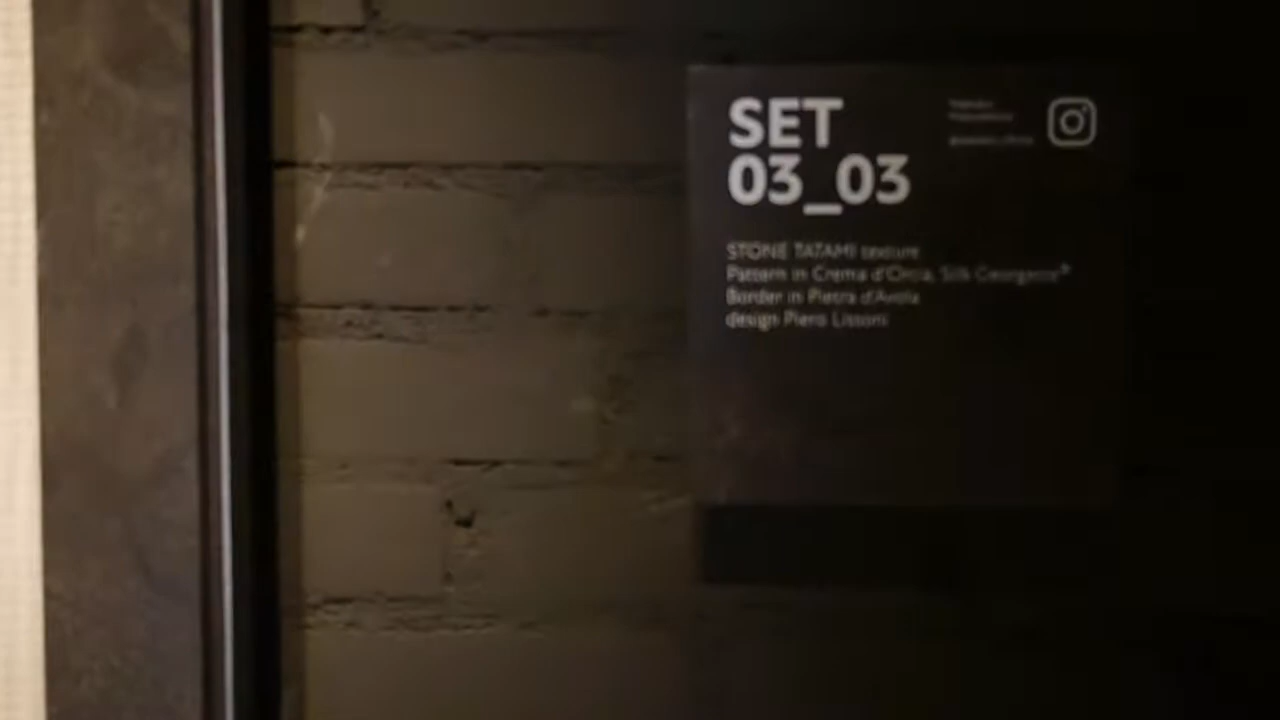 SET
03_03
STONE TATAMI texture
Pattern in Crema d'Orcia, Silk Georgette®
Border in Pietra d'Avola
design Piero Lissoni